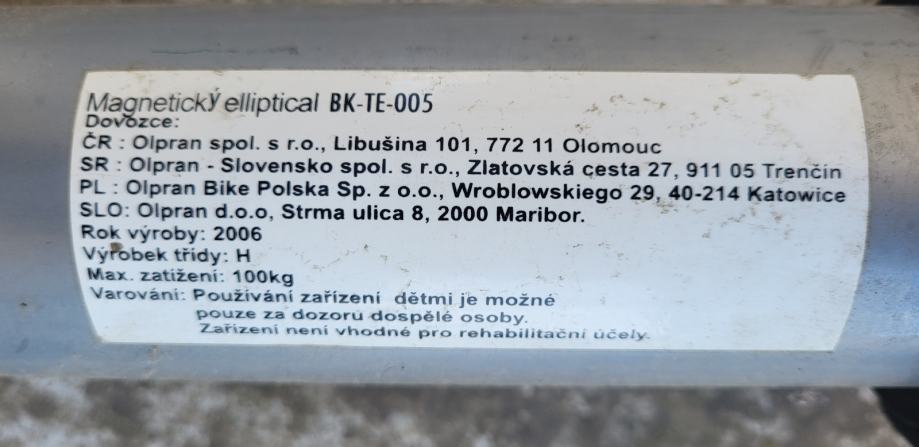 Magnetický elliptical BK-TE-005
Dovozce:
ČR : Olpran spol. s r.o., Libušina 101, 772 11 Olomouc
SR : Olpran - Slovensko spol. s r.o., Zlatovská cesta 27, 911 05 Trenčín
PL : Olpran Bike Polska Sp. z o.o., Wroblowskiego 29, 40-214 Katowice
SLO: Olpran d.o.o, Strma ulica 8, 2000 Maribor.
Rok výroby: 2006
Výrobek třídy: H
Max. zatížení: 100kg
Varování: Používání zařízení dětmi je možné
pouze za dozoru dospělé osoby.
Zařízení není vhodné pro rehabilitační účely.